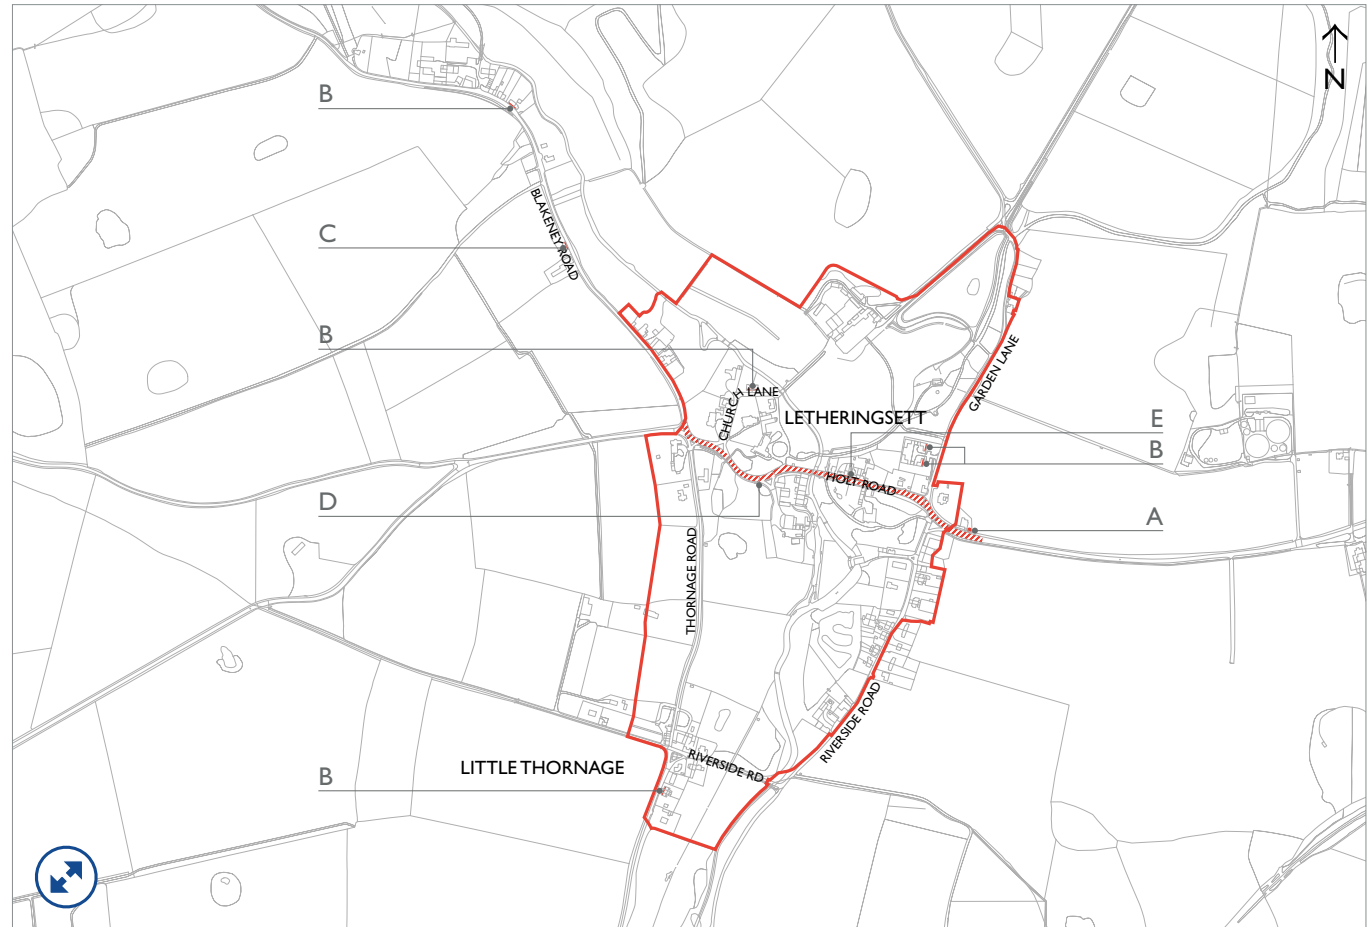 N
B
BLAKENEY ROAD
C
B
CHURCH LANE
GARDEN LANE
LETHERINGSETT
E
B
HOLT ROAD
D
A
THORNAGE ROAD
RIVERSIDE ROAD
RIVERSIDE RD
LITTLE THORNAGE
B